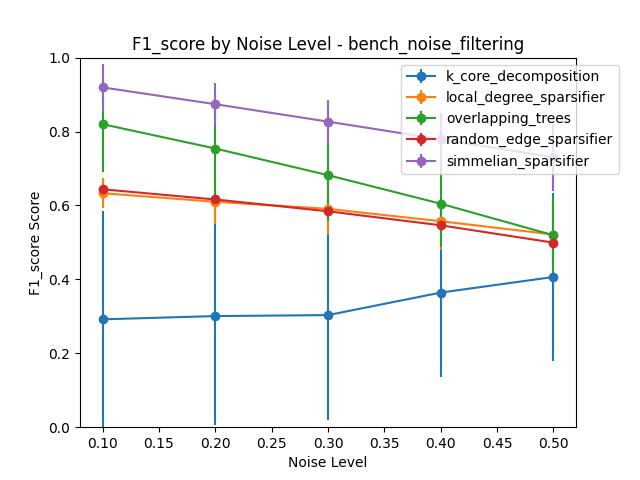 F1_score by Noise Level - bench_noise_filtering
k_core_decomposition
local_degree_sparsifier
overlapping_trees
random_edge_sparsifier
simmelian_sparsifier
F1_score Score
1.0
0.8
0.6
0.4
0.2
0.0
0.10 0.15 0.20 0.25 0.30 0.35 0.40 0.45 0.50
Noise Level